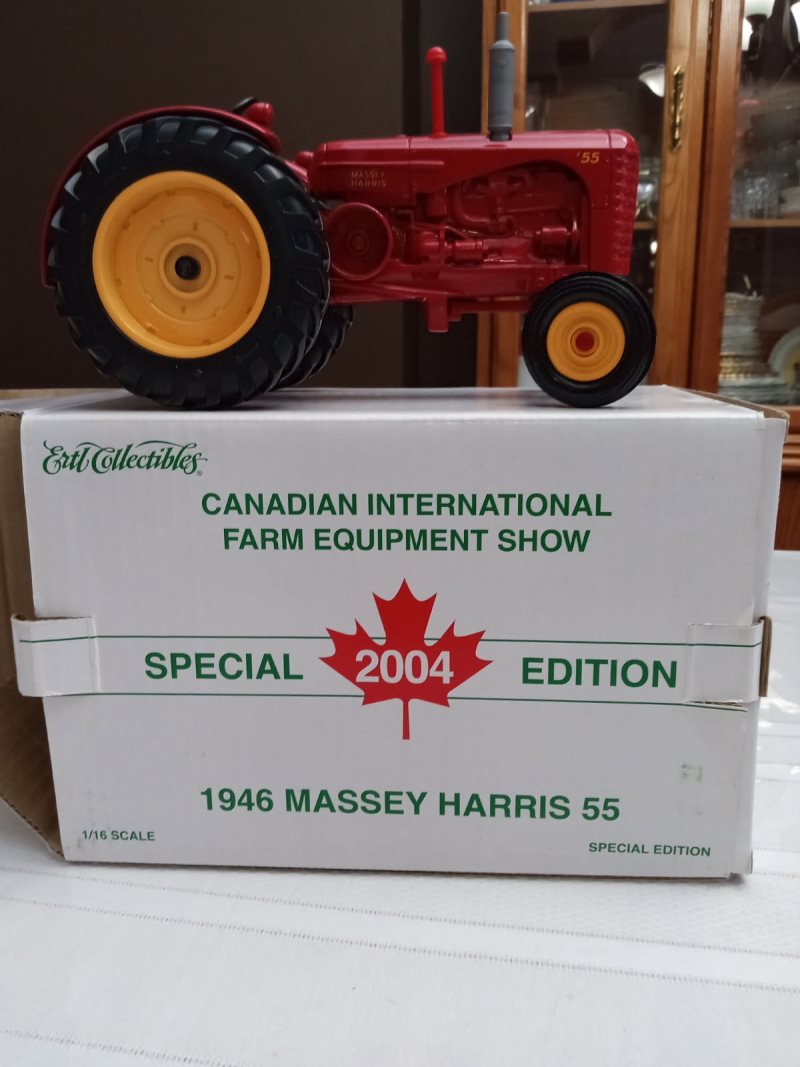 MASSEY
HARRIS
'55
Ertl Collectibles
CANADIAN INTERNATIONAL
FARM EQUIPMENT SHOW
SPECIAL 2004 EDITION
1946 MASSEY HARRIS 55
1/16 SCALE
SPECIAL EDITION